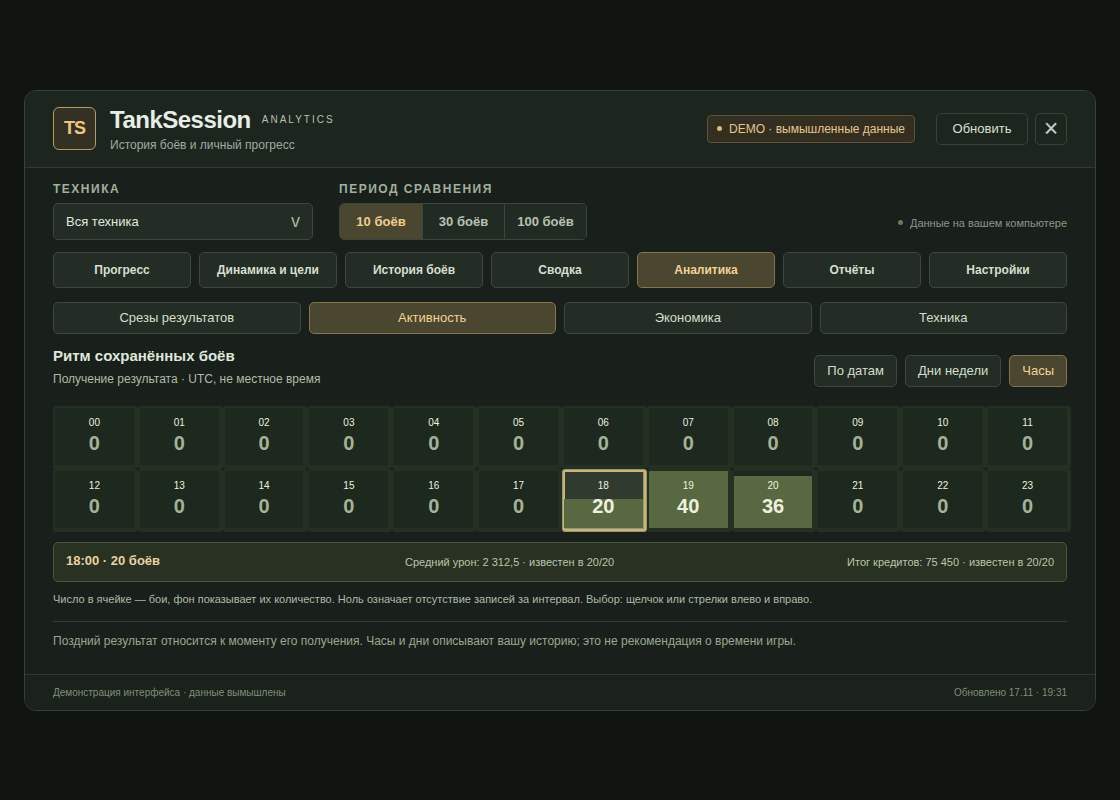 TS
TankSession ANALYTICS
История боёв и личный прогресс
DEMO · вымышленные данные
Обновить
✕
ТЕХНИКА
ПЕРИОД СРАВНЕНИЯ
Вся техника
10 боёв 30 боёв 100 боёв
Данные на вашем компьютере
Прогресс Динамика и цели История боёв Сводка Аналитика Отчёты Настройки
Срезы результатов Активность Экономика Техника
Ритм сохранённых боёв
Получение результата · UTC, не местное время
По датам Дни недели Часы
00 01 02 03 04 05 06 07 08 09 10 11
0 0 0 0 0 0 0 0 0 0 0 0
12 13 14 15 16 17 18 19 20 21 22 23
0 0 0 0 0 0 20 40 36 0 0 0
18:00 · 20 боёв Средний урон: 2 312,5 · известен в 20/20 Итог кредитов: 75 450 · известен в 20/20
Число в ячейке — бои, фон показывает их количество. Ноль означает отсутствие записей за интервал. Выбор: щелчок или стрелки влево и вправо.
Поздний результат относится к моменту его получения. Часы и дни описывают вашу историю; это не рекомендация о времени игры.
Демонстрация интерфейса · данные вымышлены
Обновлено 17.11 · 19:31